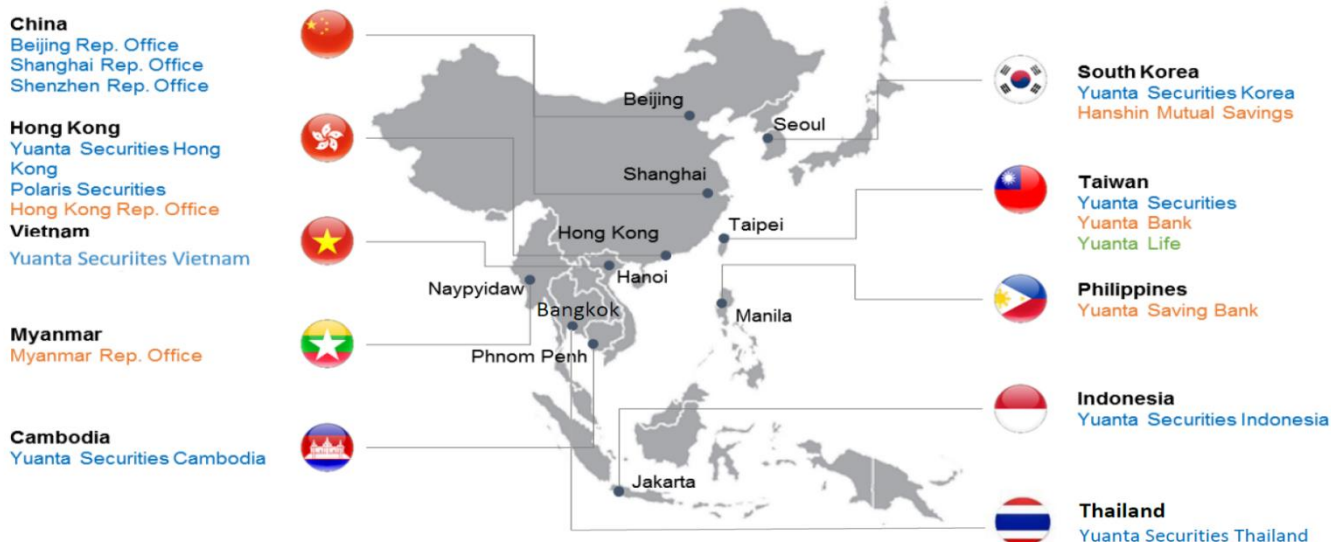 China
Beijing Rep. Office
Shanghai Rep. Office
Shenzhen Rep. Office
Hong Kong
Yuanta Securities Hong
Kong
Polaris Securities
Hong Kong Rep. Office
Vietnam
Yuanta Securiites Vietnam
Myanmar
Myanmar Rep. Office
Cambodia
Yuanta Securities Cambodia
Beijing
Seoul
Shanghai
Taipei
Hong Kong
Hanoi
Naypyidaw
Bangkok
Manila
Phnom Penh
Jakarta
South Korea
Yuanta Securities Korea
Hanshin Mutual Savings
Taiwan
Yuanta Securities
Yuanta Bank
Yuanta Life
Philippines
Yuanta Saving Bank
Indonesia
Yuanta Securities Indonesia
Thailand
Yuanta Securities Thailand